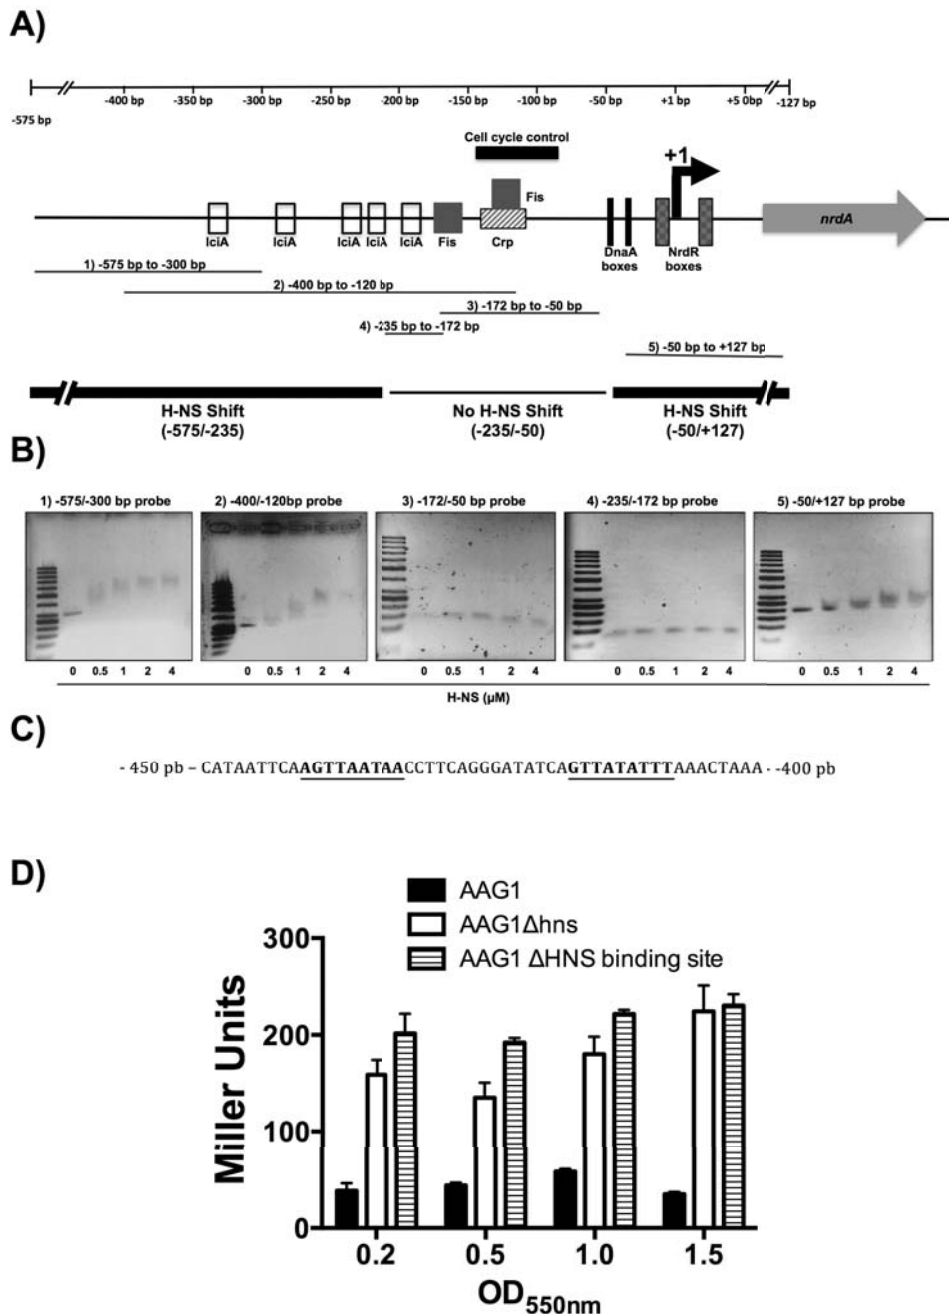 A)
-400 bp -350 bp -300 bp -250 bp -200 bp -150 bp -100 bp -50 bp +1 bp +50 bp -127 bp
-575 bp
Cell cycle control
+1
Fis
nrdA
IciA IciA IciA IciA IciA Fis Crp DnaA boxes NrdR boxes
1) -575 bp to -300 bp
2) -400 bp to -120 bp
3) -172 bp to -50 bp
4) -235 bp to -172 bp
5) -50 bp to +127 bp
H-NS Shift No H-NS Shift H-NS Shift
(-575/-235) (-235/-50) (-50/+127)
B)
1) -575/-300 bp probe 2) -400/-120bp probe 3) -172/-50 bp probe 4) -235/-172 bp probe 5) -50/+127 bp probe
0 0.5 1 2 4 0 0.5 1 2 4 0 0.5 1 2 4 0 0.5 1 2 4 0 0.5 1 2 4
H-NS (µM)
C)
- 450 pb – CATAATTCAAGTTAATAACCTTCAGGGATATCAGTTATATTTAAACTAAA - -400 pb
D)
AAG1
AAG1Δhns
AAG1 ΔHNS binding site
300
200
100
0
Miller Units
0.2 0.5 1.0 1.5
OD550nm